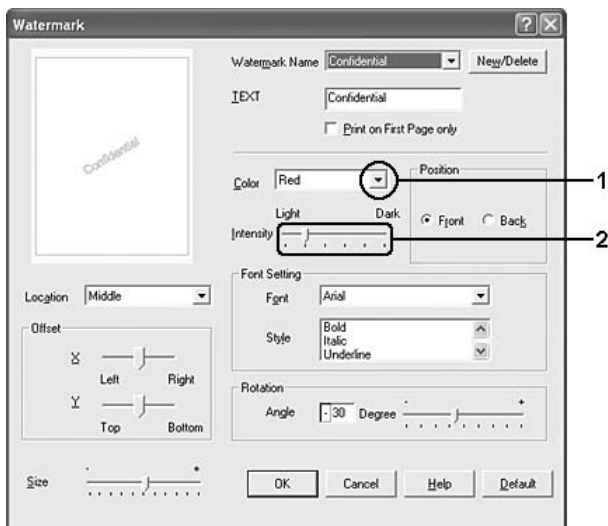 Watermark
Watermark Name Confidential New/Delete
TEXT Confidential
Print on First Page only
Confidential
Color Red
Position
1
Light Dark
Front Back
Intensity
2
Font Setting
Location Middle
Font Arial
Offset
Style Bold
Italic
Underline
X
Left Right
Rotation
- +
Y
Angle -30 Degree
Top Bottom
Size - +
OK Cancel Help Default